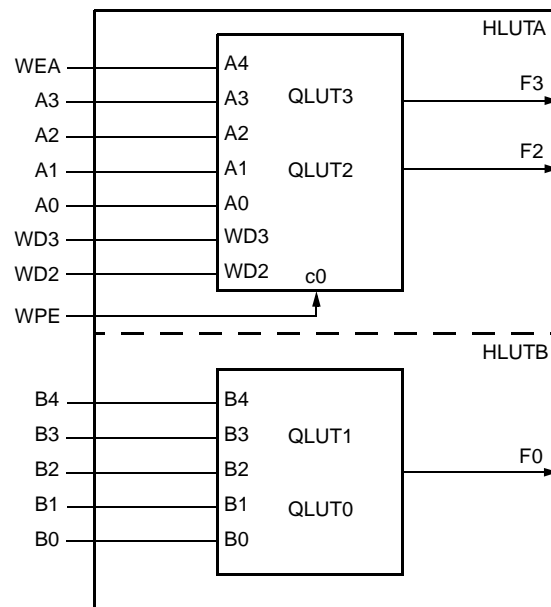 HLUTA
WEA A4
A3 A3 QLUT3 F3
A2 A2
A1 A1 QLUT2 F2
A0 A0
WD3 WD3
WD2 WD2
c0
WPE
HLUTB
B4 B4
B3 B3 QLUT1
B2 B2 F0
B1 B1 QLUT0
B0 B0